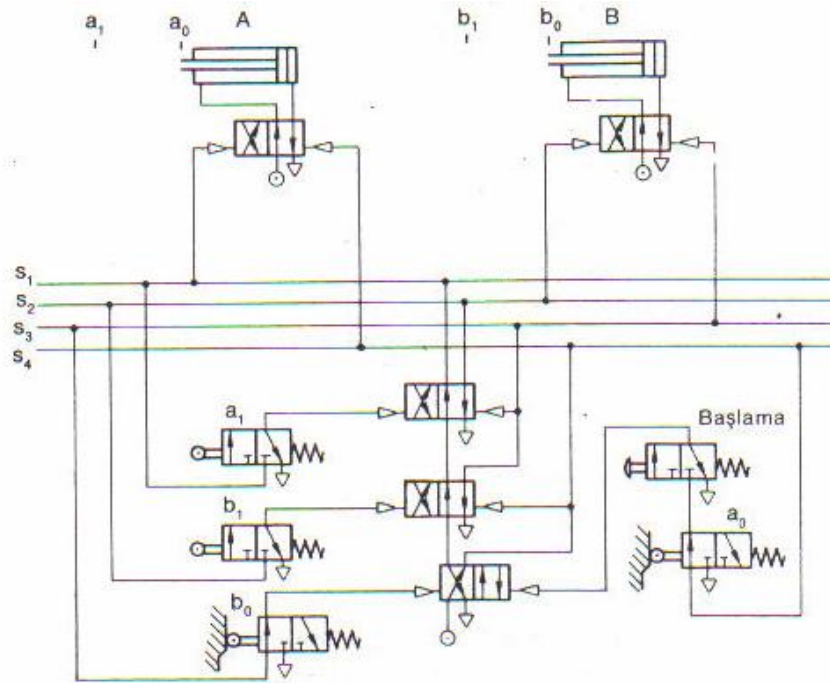 a₁ a₀ A b₁ b₀ B
S₁
S₂
S₃
S₄
a₁
Başlama
b₁
a₀
b₀